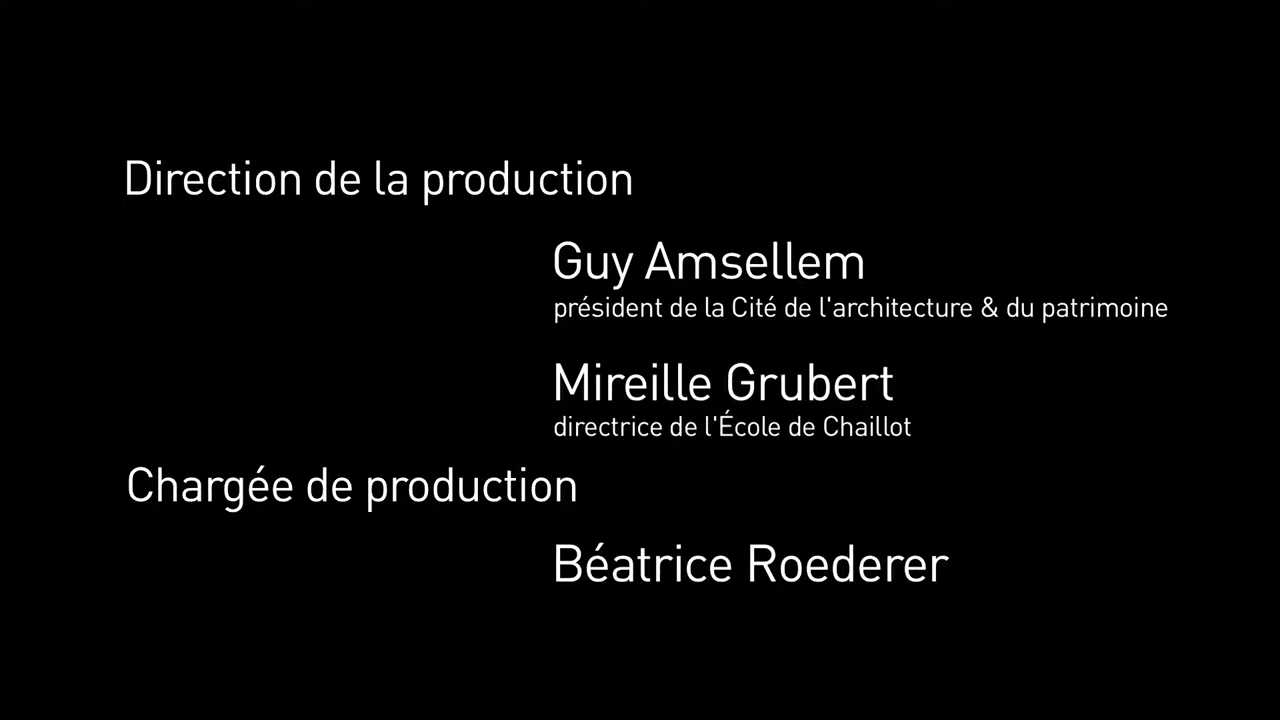 Direction de la production
Guy Amsellem
président de la Cité de l'architecture & du patrimoine
Mireille Grubert
directrice de l'École de Chaillot
Chargée de production
Béatrice Roederer